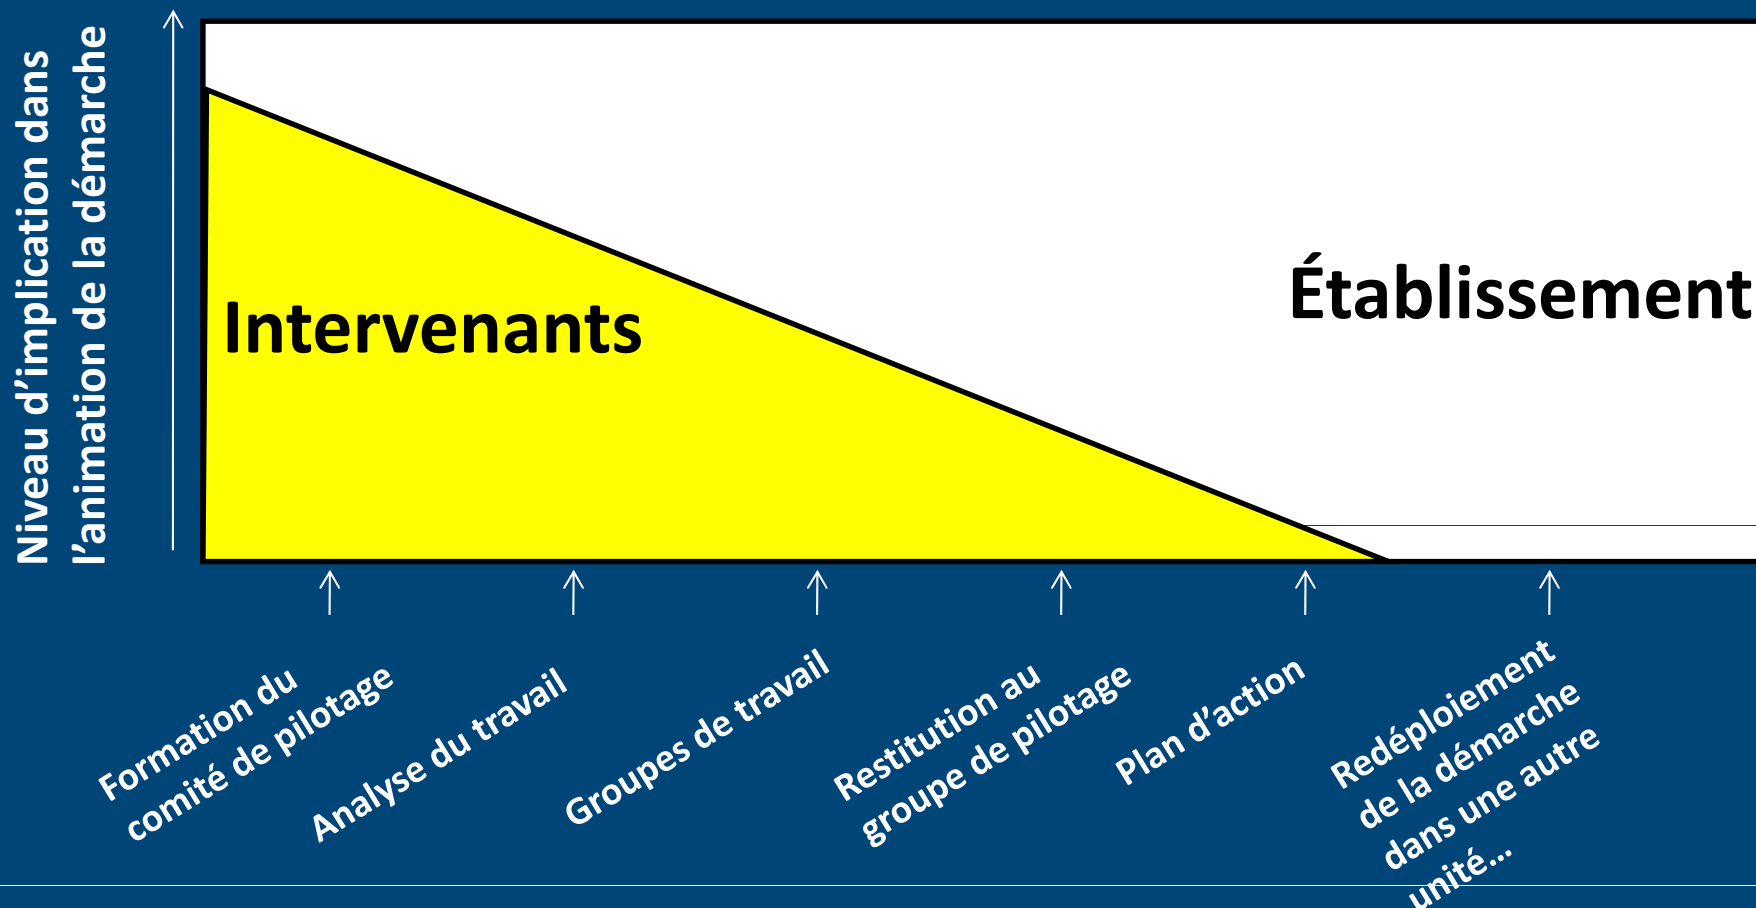 Niveau d’implication dans
l’animation de la démarche
Intervenants
Établissement
Formation du
comité de pilotage
Analyse du travail
Groupes de travail
Restitution au
groupe de pilotage
Plan d’action
Redéploiement
de la démarche
dans une autre
unité…